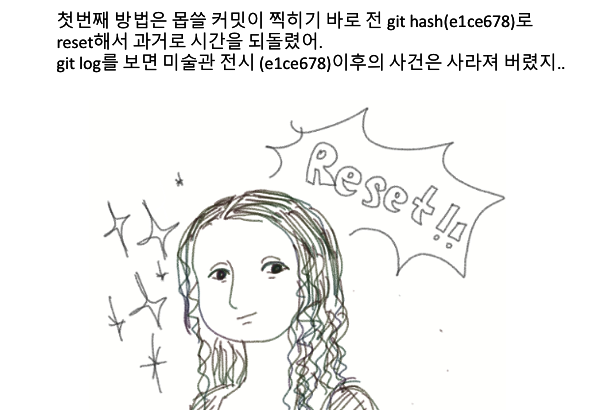 첫번째 방법은 몹쓸 커밋이 찍히기 바로 전 git hash(e1ce678)로
reset해서 과거로 시간을 되돌렸어.
git log를 보면 미술관 전시 (e1ce678)이후의 사건은 사라져 버렸지..
Reset!!